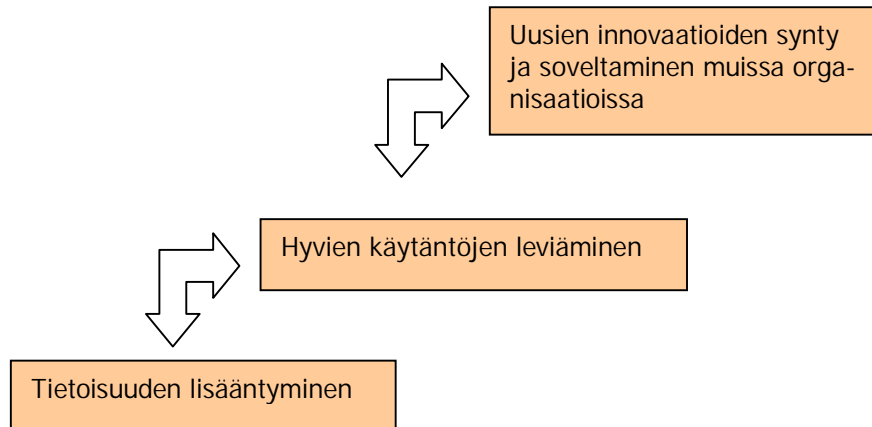 Uusien innovaatioiden synty
ja soveltaminen muissa orga-
nisaatioissa
Hyvien käytäntöjen leviäminen
Tietoisuuden lisääntyminen